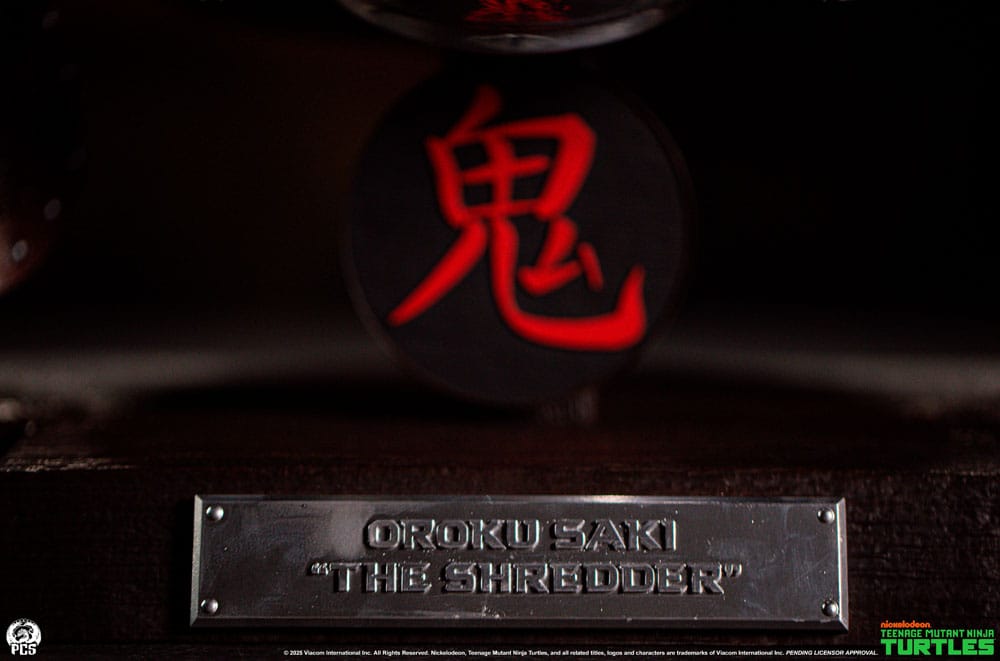 鬼
OROKU SAKI
“THE SHREDDER”
PCS
© 2025 Viacom International Inc. All Rights Reserved. Nickelodeon, Teenage Mutant Ninja Turtles, and all related titles, logos and characters are trademarks of Viacom International Inc. PENDING LICENSOR APPROVAL.
nickelodeon
TEENAGE MUTANT NINJA
TURTLES